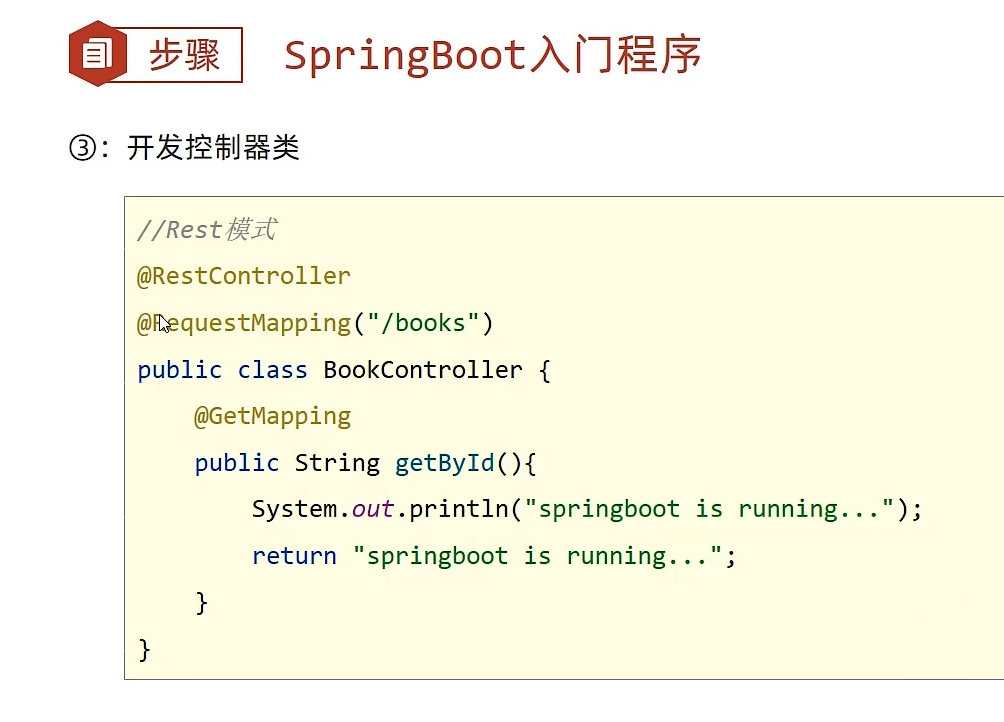 步骤 SpringBoot入门程序
③：开发控制器类
//Rest模式
@RestController
@RequestMapping("/books")
public class BookController {
    @GetMapping
    public String getById(){
        System.out.println("springboot is running...");
        return "springboot is running...";
    }
}